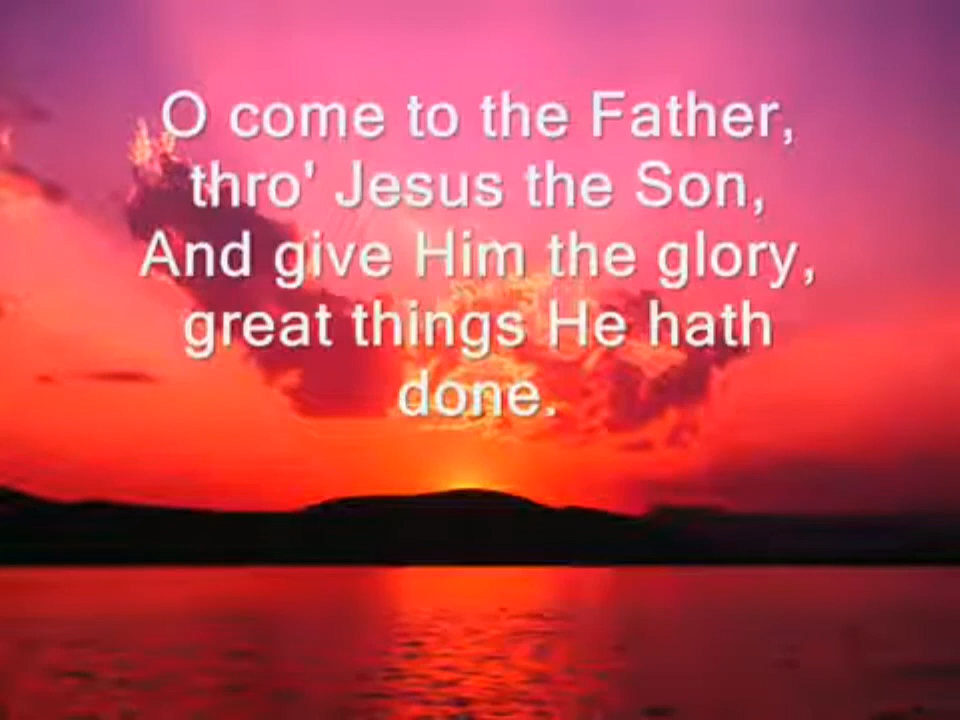 O come to the Father,
thro' Jesus the Son,
And give Him the glory,
great things He hath
done.